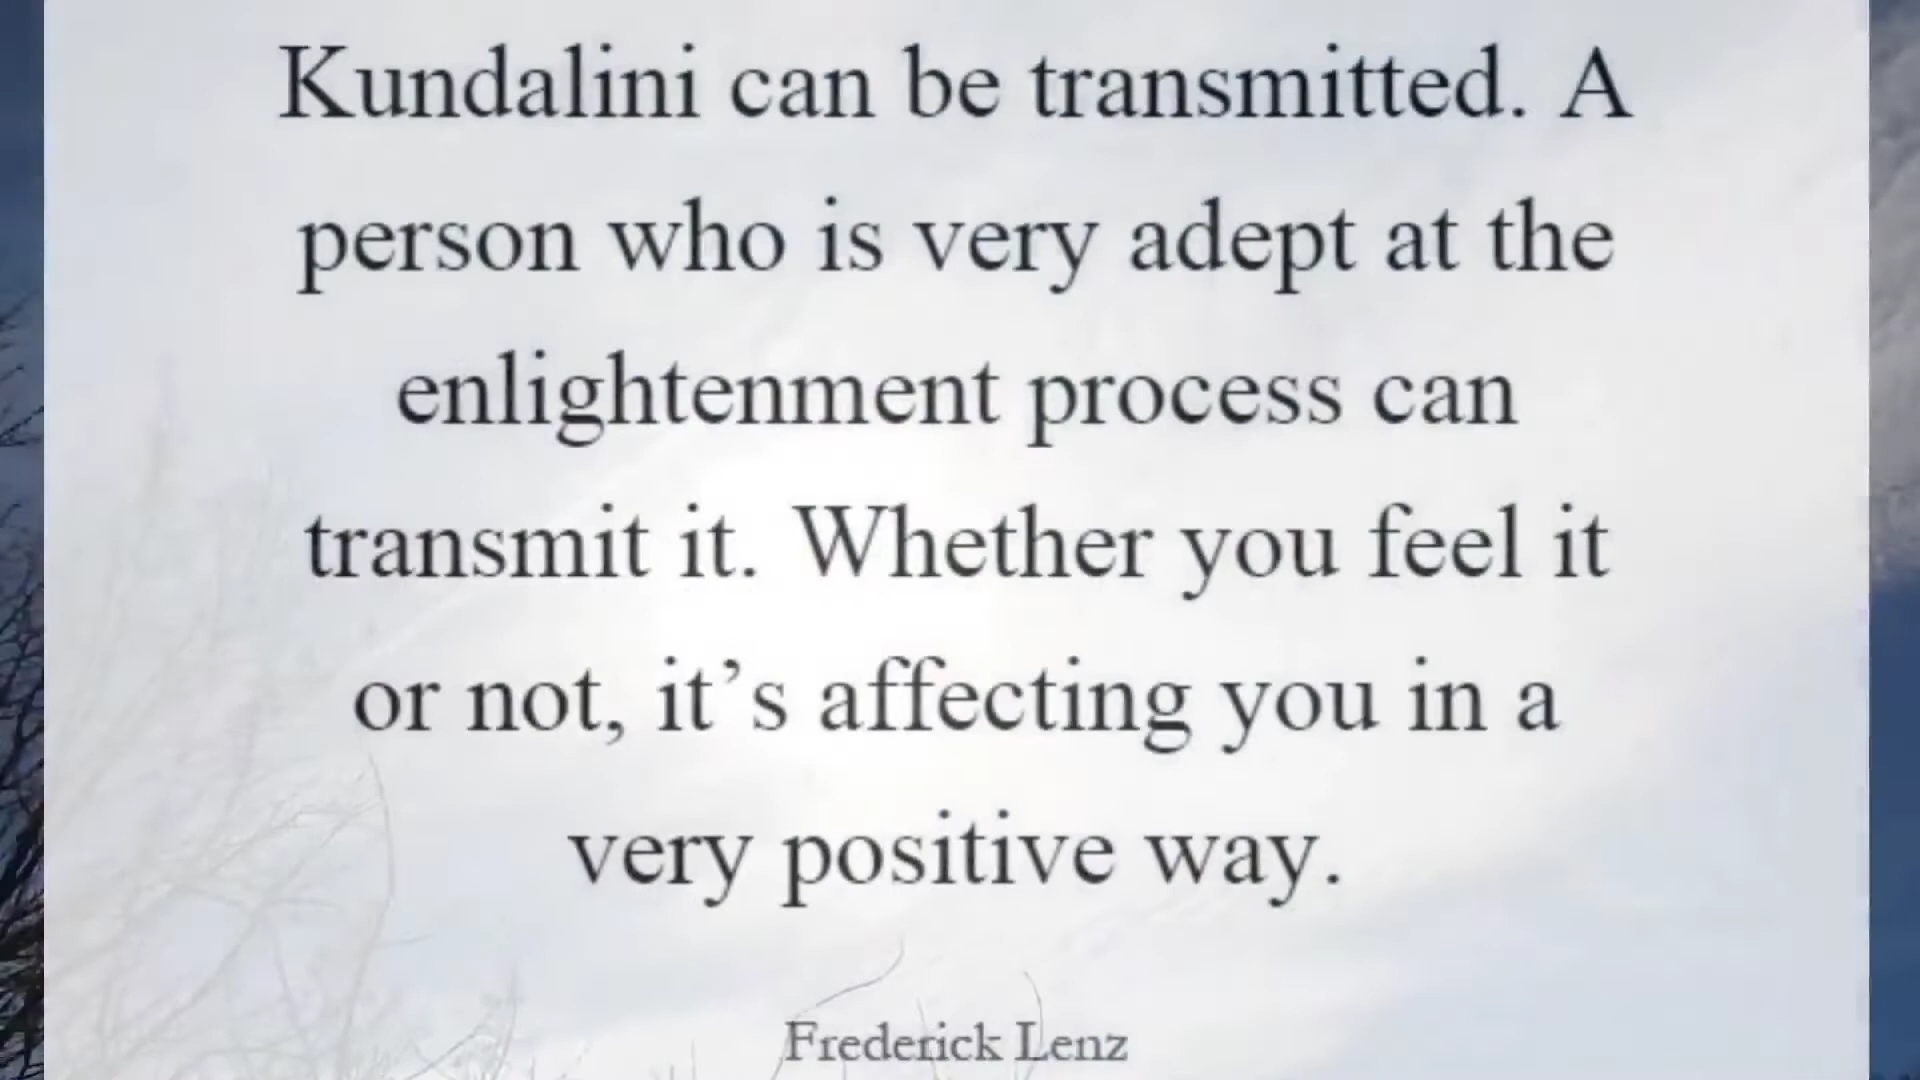 Kundalini can be transmitted. A
person who is very adept at the
enlightenment process can
transmit it. Whether you feel it
or not, it’s affecting you in a
very positive way.
Frederick Lenz